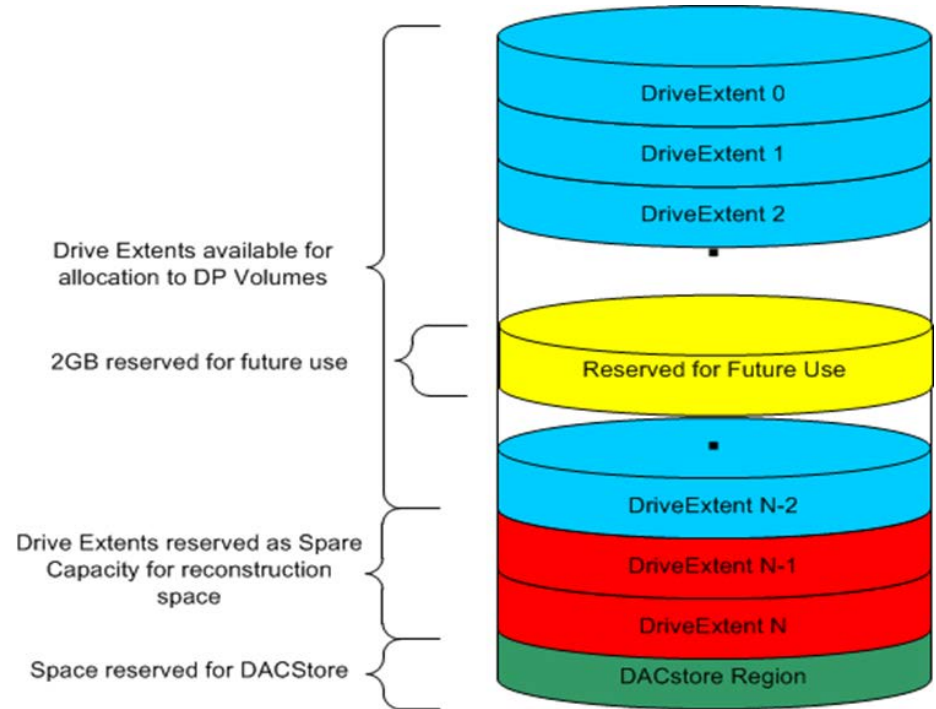 DriveExtent 0
DriveExtent 1
DriveExtent 2
Drive Extents available for
allocation to DP Volumes
2GB reserved for future use
Reserved for Future Use
DriveExtent N-2
Drive Extents reserved as Spare
Capacity for reconstruction
space
DriveExtent N-1
DriveExtent N
Space reserved for DACStore
DACstore Region